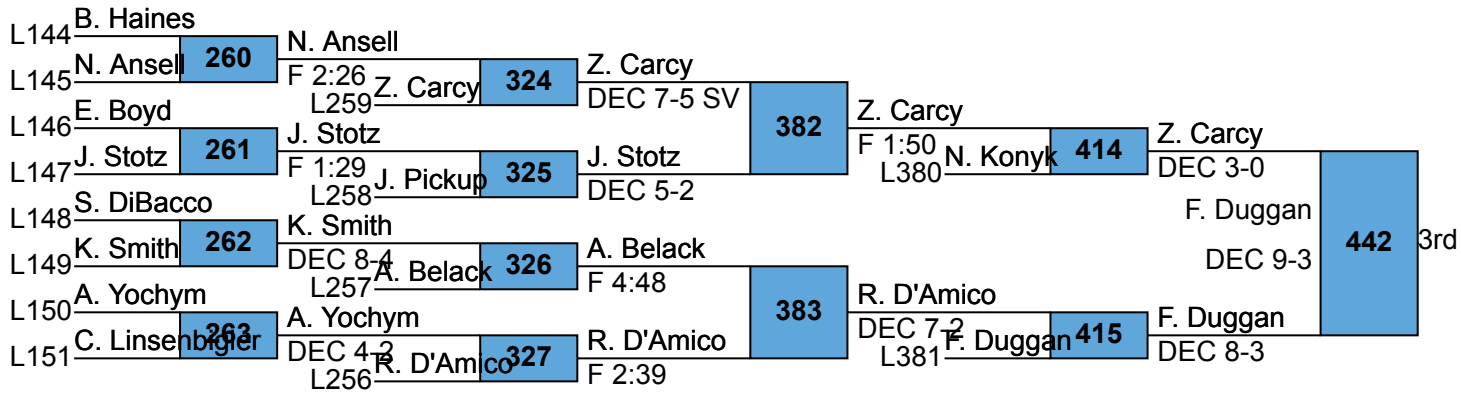 L144 B. Haines
L145 N. Ansell
260
N. Ansell
F 2:26
L259 Z. Carcy
324
Z. Carcy
DEC 7-5 SV
L146 E. Boyd
L147 J. Stotz
261
J. Stotz
F 1:29
L258 J. Pickup
325
J. Stotz
DEC 5-2
382
Z. Carcy
F 1:50
L380 N. Konyk
414
Z. Carcy
DEC 3-0
L148 S. DiBacco
L149 K. Smith
262
K. Smith
DEC 8-4
L257 A. Belack
326
A. Belack
F 4:48
L150 A. Yochym
L151 C. Linsenbigler
263
A. Yochym
DEC 4-2
L256 R. D'Amico
327
R. D'Amico
F 2:39
383
R. D'Amico
DEC 7-2
L381 F. Duggan
415
F. Duggan
DEC 8-3
F. Duggan
DEC 9-3
442
3rd